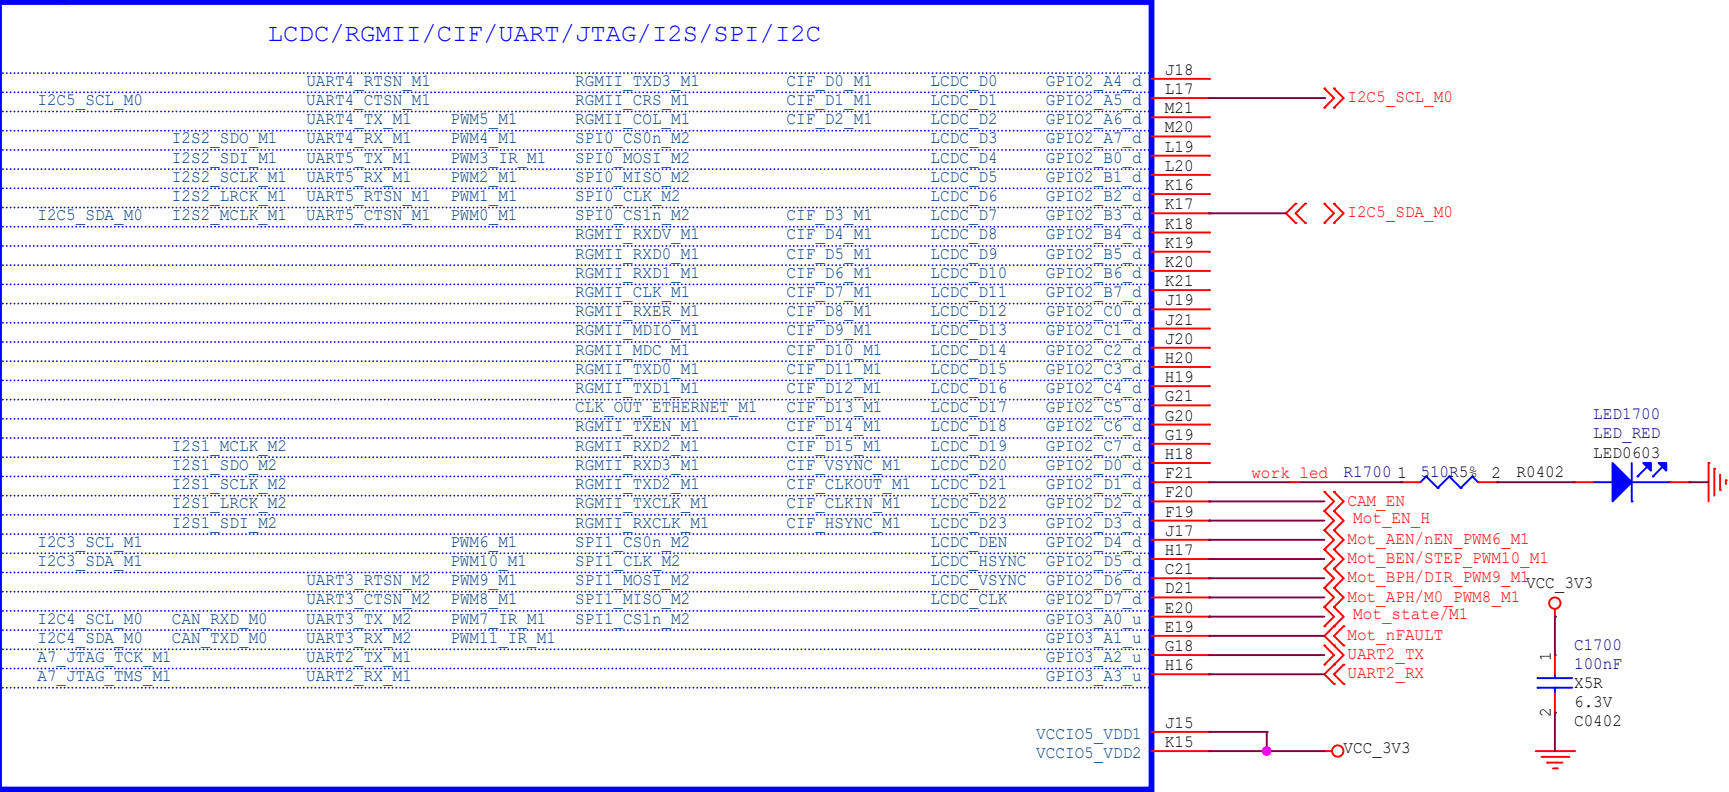 LCDC/RGMII/CIF/UART/JTAG/I2S/SPI/I2C
UART4_RTSN_M1 RGMII_TXD3_M1 CIF_D0_M1 LCDC_D0 GPIO2_A4_d J18
I2C5_SCL_M0 UART4_CTSN_M1 RGMII_CRS_M1 CIF_D1_M1 LCDC_D1 GPIO2_A5_d L17 I2C5_SCL_M0
UART4_TX_M1 PWM5_M1 RGMII_COL_M1 CIF_D2_M1 LCDC_D2 GPIO2_A6_d M21
I2S2_SDO_M1 UART4_RX_M1 PWM4_M1 SPI0_CS0n_M2 LCDC_D3 GPIO2_A7_d M20
I2S2_SDI_M1 UART5_TX_M1 PWM3_IR_M1 SPI0_MOSI_M2 LCDC_D4 GPIO2_B0_d L19
I2S2_SCLK_M1 UART5_RX_M1 PWM2_M1 SPI0_MISO_M2 LCDC_D5 GPIO2_B1_d L20
I2S2_LRCK_M1 UART5_RTSN_M1 PWM1_M1 SPI0_CLK_M2 LCDC_D6 GPIO2_B2_d K16
I2C5_SDA_M0 I2S2_MCLK_M1 UART5_CTSN_M1 PWM0_M1 SPI0_CS1n_M2 CIF_D3_M1 LCDC_D7 GPIO2_B3_d K17 I2C5_SDA_M0
RGMII_RXDV_M1 CIF_D4_M1 LCDC_D8 GPIO2_B4_d K18
RGMII_RXD0_M1 CIF_D5_M1 LCDC_D9 GPIO2_B5_d K19
RGMII_RXD1_M1 CIF_D6_M1 LCDC_D10 GPIO2_B6_d K20
RGMII_CLK_M1 CIF_D7_M1 LCDC_D11 GPIO2_B7_d K21
RGMII_RXER_M1 CIF_D8_M1 LCDC_D12 GPIO2_C0_d J19
RGMII_MDIO_M1 CIF_D9_M1 LCDC_D13 GPIO2_C1_d J21
RGMII_MDC_M1 CIF_D10_M1 LCDC_D14 GPIO2_C2_d J20
RGMII_TXD0_M1 CIF_D11_M1 LCDC_D15 GPIO2_C3_d H20
RGMII_TXD1_M1 CIF_D12_M1 LCDC_D16 GPIO2_C4_d H19
CLK_OUT_ETHERNET_M1 CIF_D13_M1 LCDC_D17 GPIO2_C5_d G21
RGMII_TXEN_M1 CIF_D14_M1 LCDC_D18 GPIO2_C6_d G20
I2S1_MCLK_M2 RGMII_RXD2_M1 CIF_D15_M1 LCDC_D19 GPIO2_C7_d G19
I2S1_SDO_M2 RGMII_RXD3_M1 CIF_VSYNC_M1 LCDC_D20 GPIO2_D0_d H18
I2S1_SCLK_M2 RGMII_TXD2_M1 CIF_CLKOUT_M1 LCDC_D21 GPIO2_D1_d F21 work led R1700 1 510R5% 2 R0402
LED1700
LED_RED
LED0603
I2S1_LRCK_M2 RGMII_TXCLK_M1 CIF_CLKIN_M1 LCDC_D22 GPIO2_D2_d F20 CAM_EN
I2S1_SDI_M2 RGMII_RXCLK_M1 CIF_HSYNC_M1 LCDC_D23 GPIO2_D3_d F19 Mot_EN_H
I2C3_SCL_M1 PWM6_M1 SPI1_CS0n_M2 LCDC_DEN GPIO2_D4_d J17 Mot_AEN/nEN_PWM6_M1
I2C3_SDA_M1 PWM10_M1 SPI1_CLK_M2 LCDC_HSYNC GPIO2_D5_d H17 Mot_BEN/STEP_PWM10_M1
UART3_RTSN_M2 PWM9_M1 SPI1_MOSI_M2 LCDC_VSYNC GPIO2_D6_d C21 Mot_BPH/DIR_PWM9_M1
UART3_CTSN_M2 PWM8_M1 SPI1_MISO_M2 LCDC_CLK GPIO2_D7_d D21 Mot_APH/M0_PWM8_M1
I2C4_SCL_M0 CAN_RXD_M0 UART3_TX_M2 PWM7_IR_M1 SPI1_CS1n_M2 GPIO3_A0_u E20 Mot_state/M1
I2C4_SDA_M0 CAN_TXD_M0 UART3_RX_M2 PWM11_IR_M1 GPIO3_A1_u E19 Mot_nFAULT
A7_JTAG_TCK_M1 UART2_TX_M1 GPIO3_A2_u G18 UART2_TX
A7_JTAG_TMS_M1 UART2_RX_M1 GPIO3_A3_u H16 UART2_RX
VCC_3V3
1
C1700
100nF
X5R
6.3V
2
C0402
VCCIO5_VDD1 J15
VCCIO5_VDD2 K15 VCC_3V3